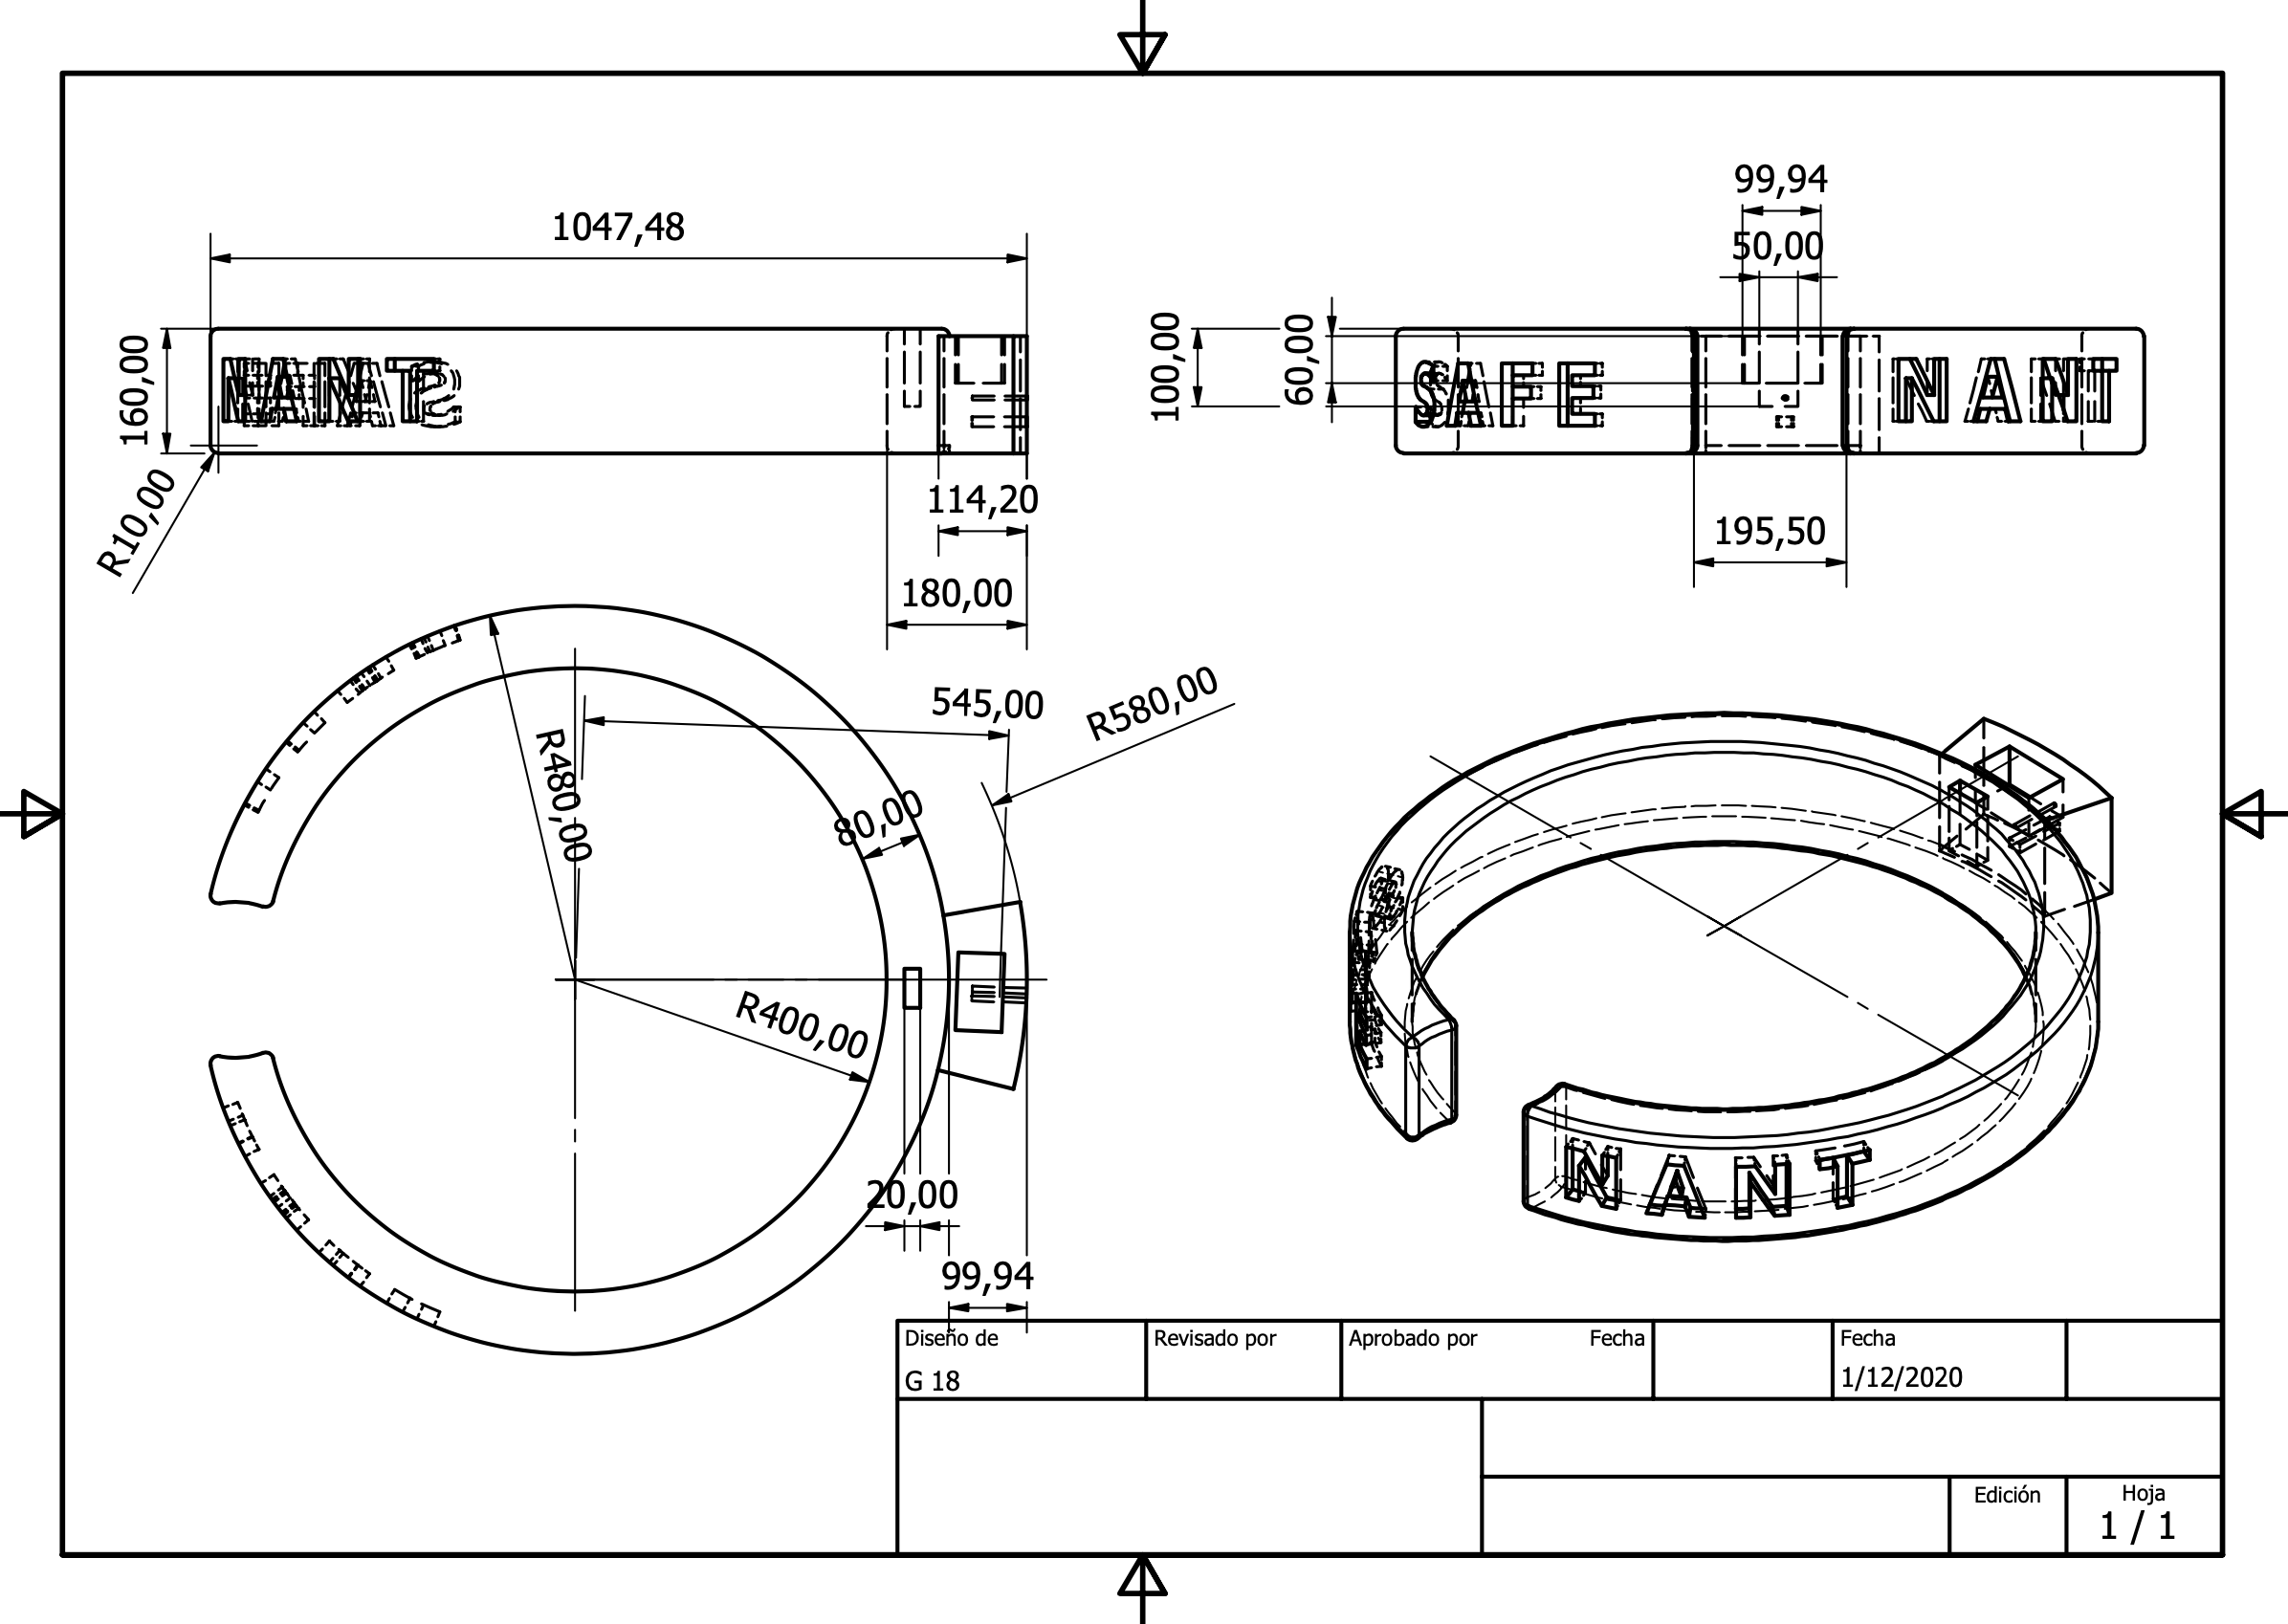 99,94
1047,48
50,00
160,00
NANT
100,00
60,00
SAFE
NANT
R10,00
114,20
195,50
180,00
545,00
R580,00
R480,00
80,00
R400,00
NANT
20,00
99,94
Diseño de
Revisado por
Aprobado por
Fecha
Fecha
G 18
1/12/2020
Edición
Hoja
1 / 1